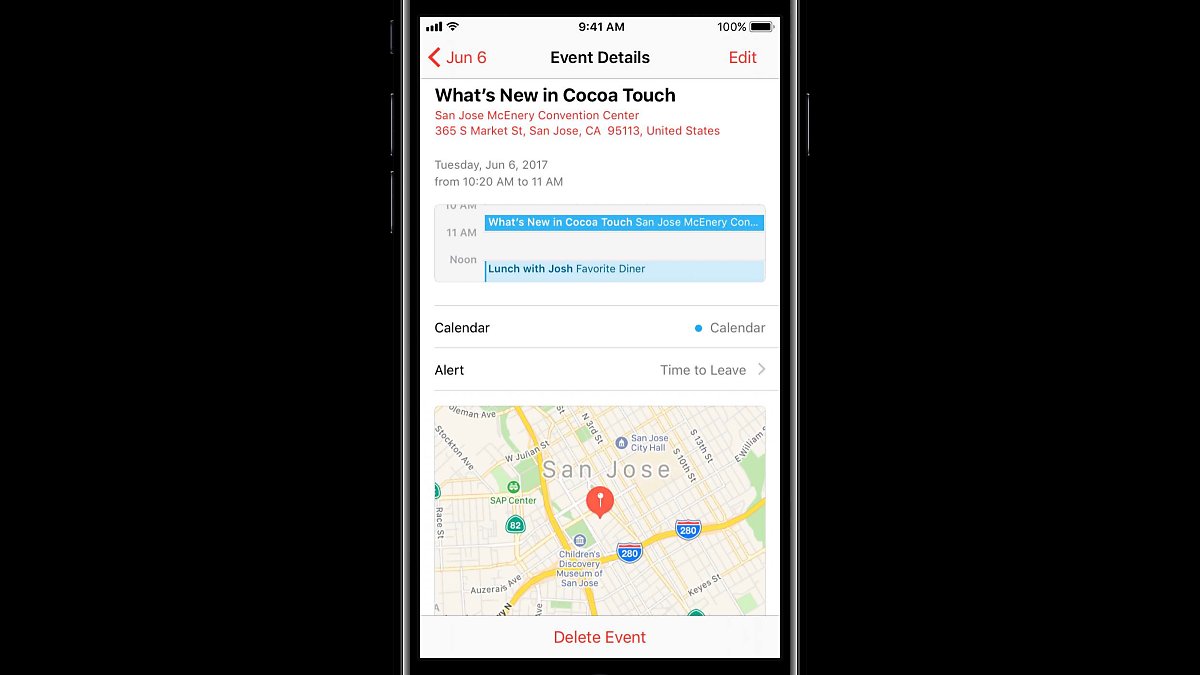 9:41 AM
100%
Jun 6
Event Details
Edit
What's New in Cocoa Touch
San Jose McEnery Convention Center
365 S Market St, San Jose, CA 95113, United States
Tuesday, Jun 6, 2017
from 10:20 AM to 11 AM
10 AM
What's New in Cocoa Touch San Jose McEnery Con...
11 AM
Noon
Lunch with Josh Favorite Diner
Calendar
Calendar
Alert
Time to Leave
oleman Ave
St
N 3rd St
San Jose
City Hall
S 13th St
E William S
Stockton Ave
W Julian St
S 10th St
San Jose
SAP Center
Race St
82
280
280
Children's
Discovery
Museum of
San Jose
Auzerais Ave
Keyes St
Ave
Delete Event